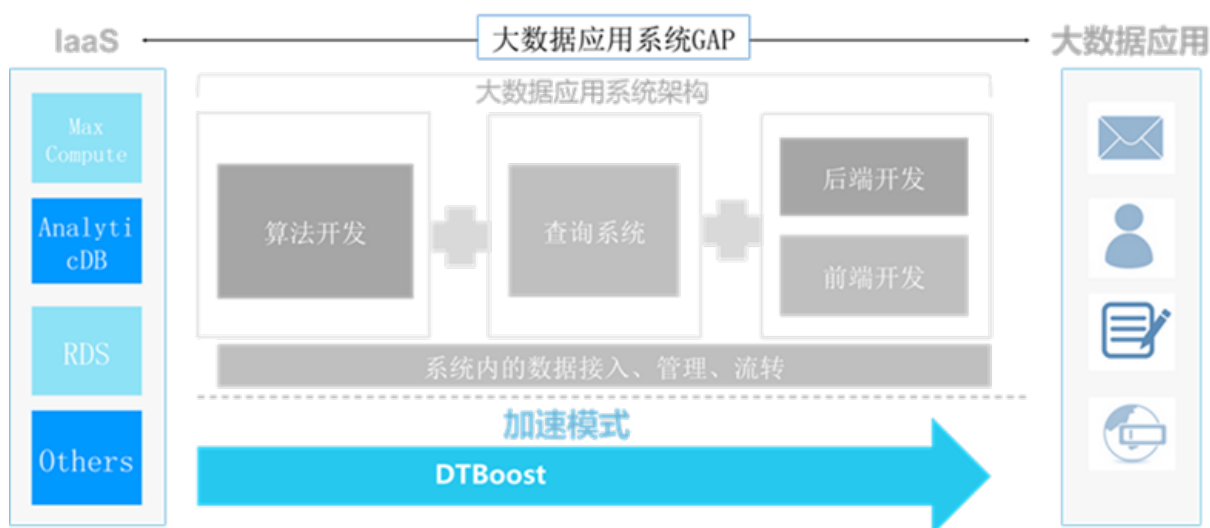 IaaS
大数据应用系统GAP
大数据应用
大数据应用系统架构
Max
Compute
Analyti
cDB
RDS
Others
算法开发
查询系统
后端开发
前端开发
系统内的数据接入、管理、流转
加速模式
DTBoost